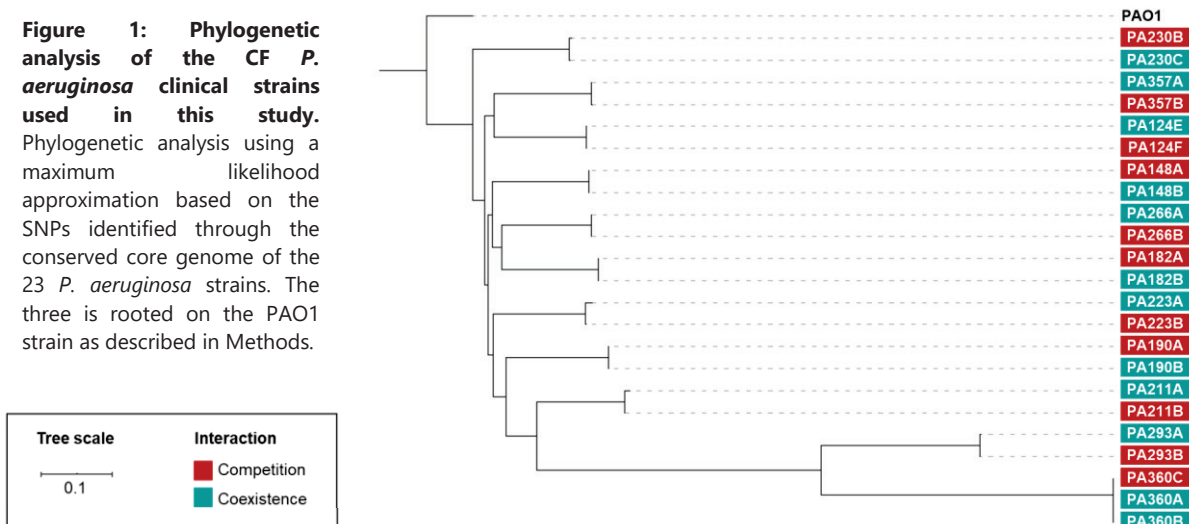 Figure 1: Phylogenetic
analysis of the CF P.
aeruginosa clinical strains
used in this study.
Phylogenetic analysis using a
maximum likelihood
approximation based on the
SNPs identified through the
conserved core genome of the
23 P. aeruginosa strains. The
three is rooted on the PAO1
strain as described in Methods.
Tree scale
0.1
Interaction
Competition
Coexistence
PAO1
PA230B
PA230C
PA357A
PA357B
PA124E
PA124F
PA148A
PA148B
PA266A
PA266B
PA182A
PA182B
PA223A
PA223B
PA190A
PA190B
PA211A
PA211B
PA293A
PA293B
PA360C
PA360A
PA360B